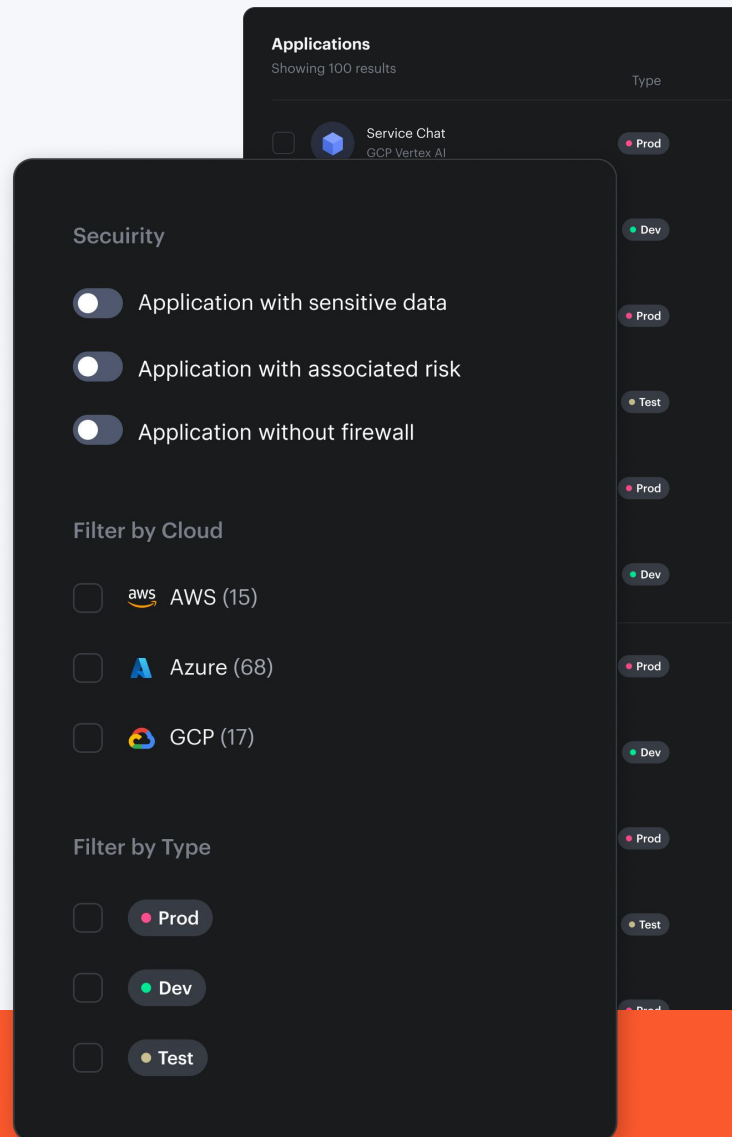 Applications
Showing 100 results
Type
Service Chat
GCP Vertex AI
Prod
Dev
Prod
Test
Prod
Dev
Prod
Dev
Prod
Test
Prod
Secuirity
Application with sensitive data
Application with associated risk
Application without firewall
Filter by Cloud
aws AWS (15)
Azure (68)
GCP (17)
Filter by Type
Prod
Dev
Test